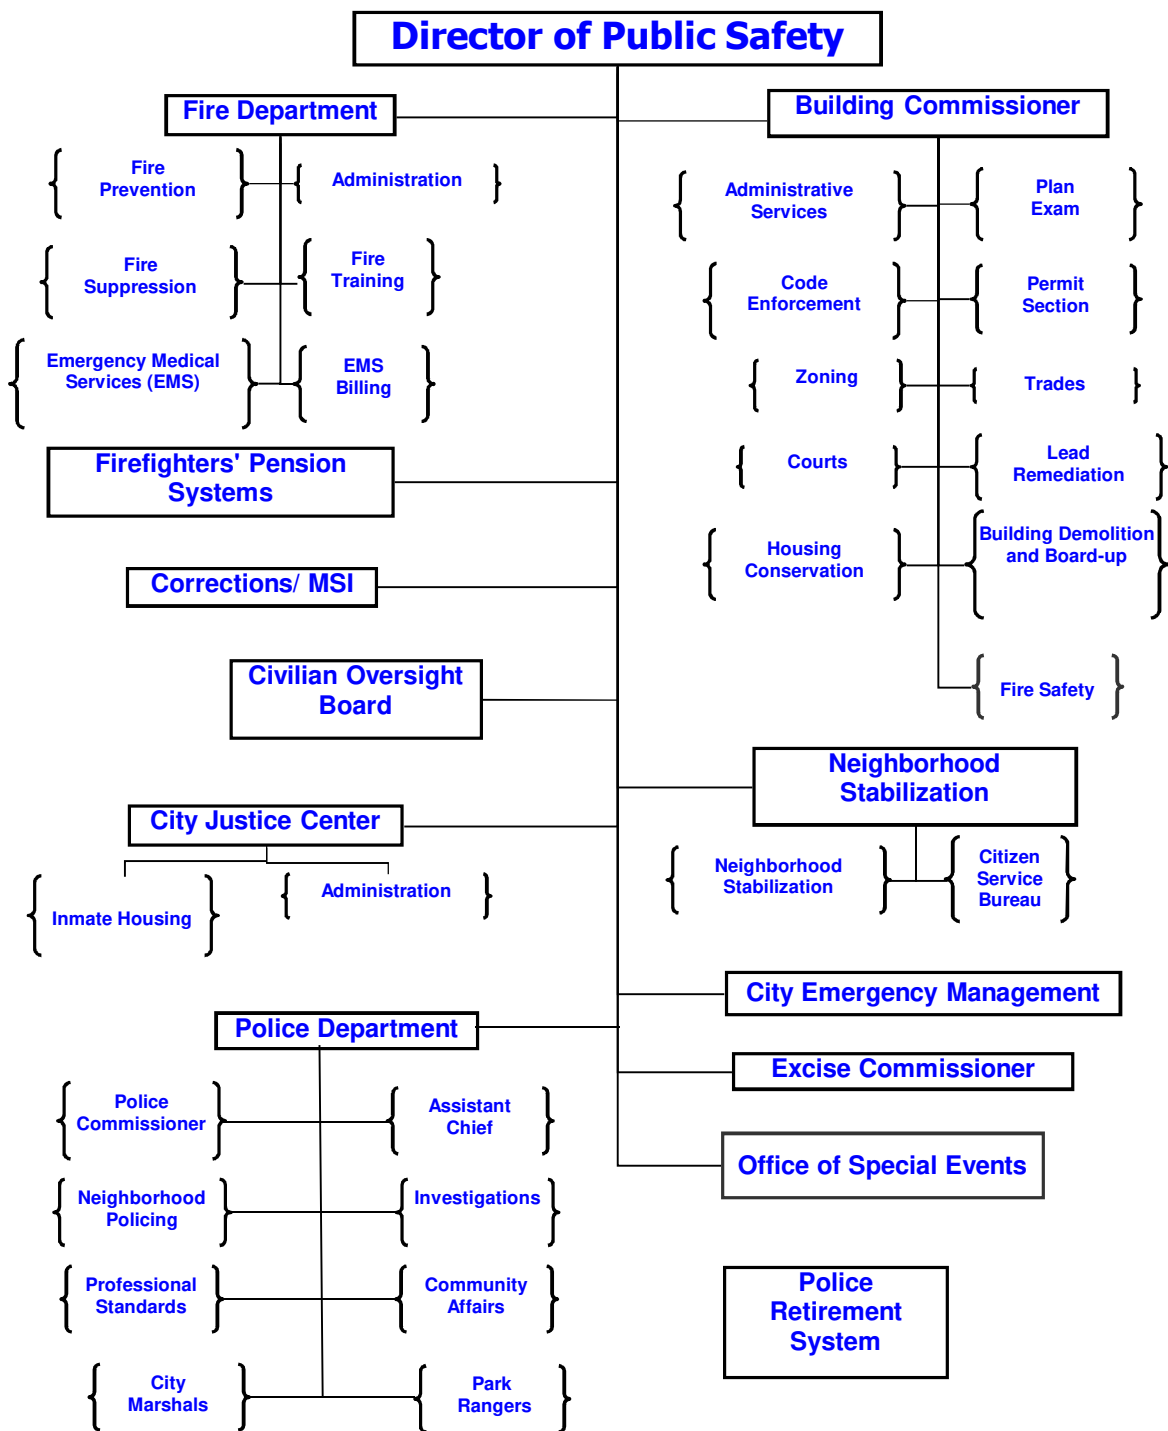 Director of Public Safety
Fire Department
Building Commissioner
Fire
Prevention
Administration
Administrative
Services
Plan
Exam
Fire
Suppression
Fire
Training
Code
Enforcement
Permit
Section
Emergency Medical
Services (EMS)
EMS
Billing
Zoning
Trades
Firefighters' Pension
Systems
Courts
Lead
Remediation
Housing
Conservation
Building Demolition
and Board-up
Corrections/ MSI
Civilian Oversight
Board
Fire Safety
Neighborhood
Stabilization
City Justice Center
Neighborhood
Stabilization
Citizen
Service
Bureau
Inmate Housing
Administration
City Emergency Management
Police Department
Excise Commissioner
Police
Commissioner
Assistant
Chief
Office of Special Events
Neighborhood
Policing
Investigations
Professional
Standards
Community
Affairs
Police
Retirement
System
City
Marshals
Park
Rangers